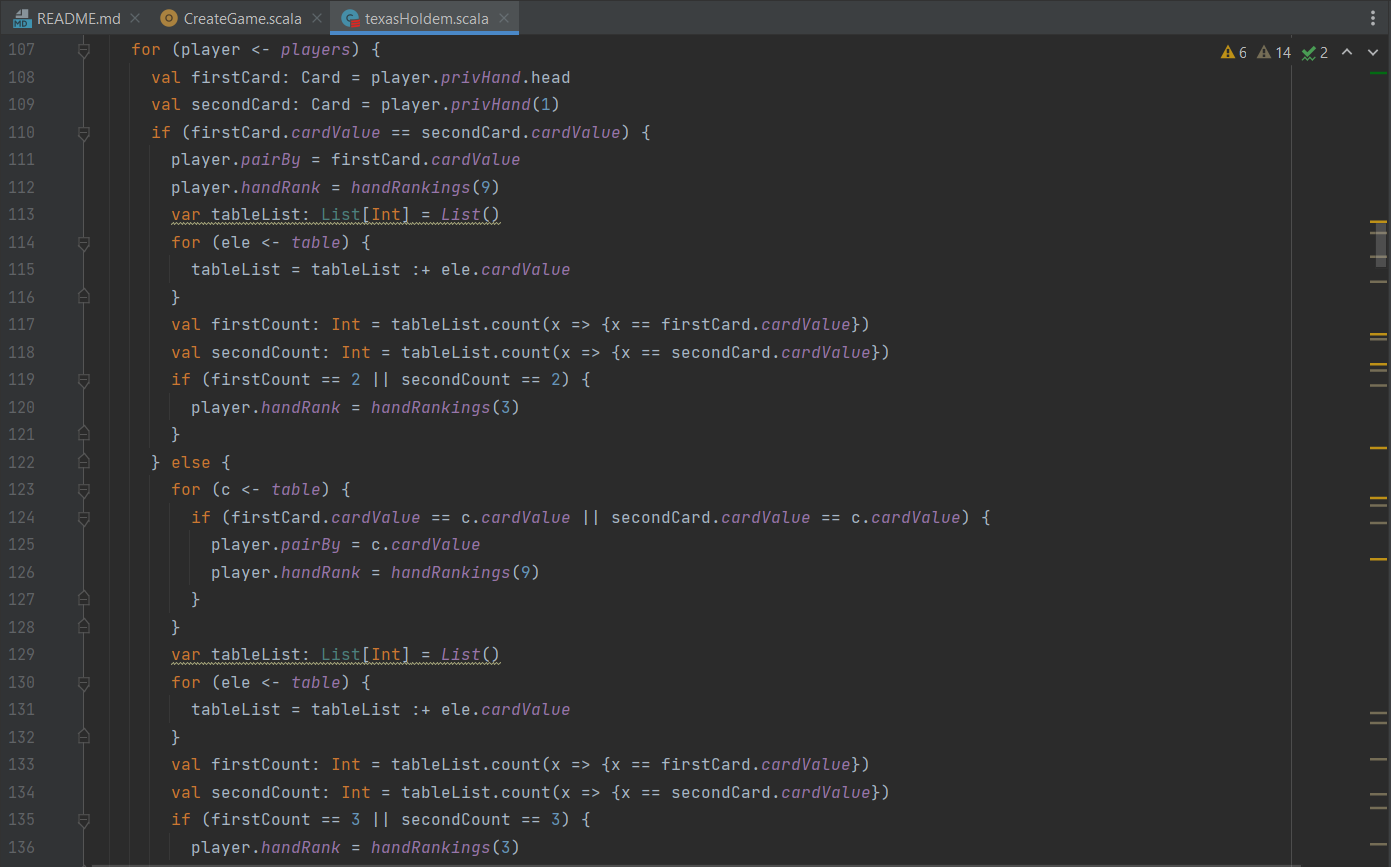 README.md CreateGame.scala texasHoldem.scala
6 14 2
107 for (player <- players) {
108 val firstCard: Card = player.privHand.head
109 val secondCard: Card = player.privHand(1)
110 if (firstCard.cardValue == secondCard.cardValue) {
111 player.pairBy = firstCard.cardValue
112 player.handRank = handRankings(9)
113 var tableList: List[Int] = List()
114 for (ele <- table) {
115 tableList = tableList :+ ele.cardValue
116 }
117 val firstCount: Int = tableList.count(x => {x == firstCard.cardValue})
118 val secondCount: Int = tableList.count(x => {x == secondCard.cardValue})
119 if (firstCount == 2 || secondCount == 2) {
120 player.handRank = handRankings(3)
121 }
122 } else {
123 for (c <- table) {
124 if (firstCard.cardValue == c.cardValue || secondCard.cardValue == c.cardValue) {
125 player.pairBy = c.cardValue
126 player.handRank = handRankings(9)
127 }
128 }
129 var tableList: List[Int] = List()
130 for (ele <- table) {
131 tableList = tableList :+ ele.cardValue
132 }
133 val firstCount: Int = tableList.count(x => {x == firstCard.cardValue})
134 val secondCount: Int = tableList.count(x => {x == secondCard.cardValue})
135 if (firstCount == 3 || secondCount == 3) {
136 player.handRank = handRankings(3)